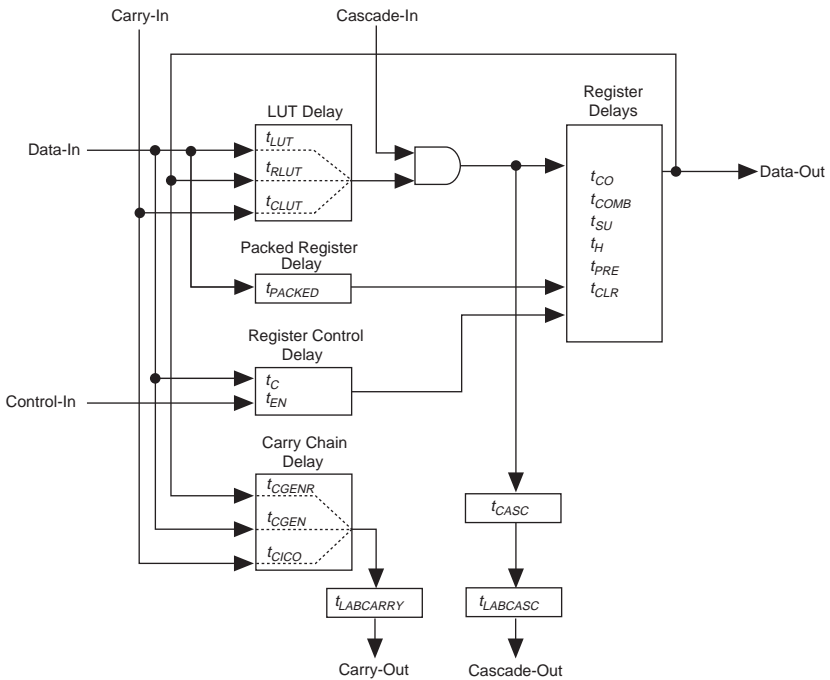 Carry-In
Cascade-In
LUT Delay
Register
Delays
Data-In
tLUT
tRLUT
tCLUT
Data-Out
tCO
tCOMB
tSU
tH
tPRE
tCLR
Packed Register
Delay
tPACKED
Register Control
Delay
tC
tEN
Control-In
Carry Chain
Delay
tCGENR
tCGEN
tCICO
tCASC
tLABCARRY
tLABCASC
Carry-Out
Cascade-Out